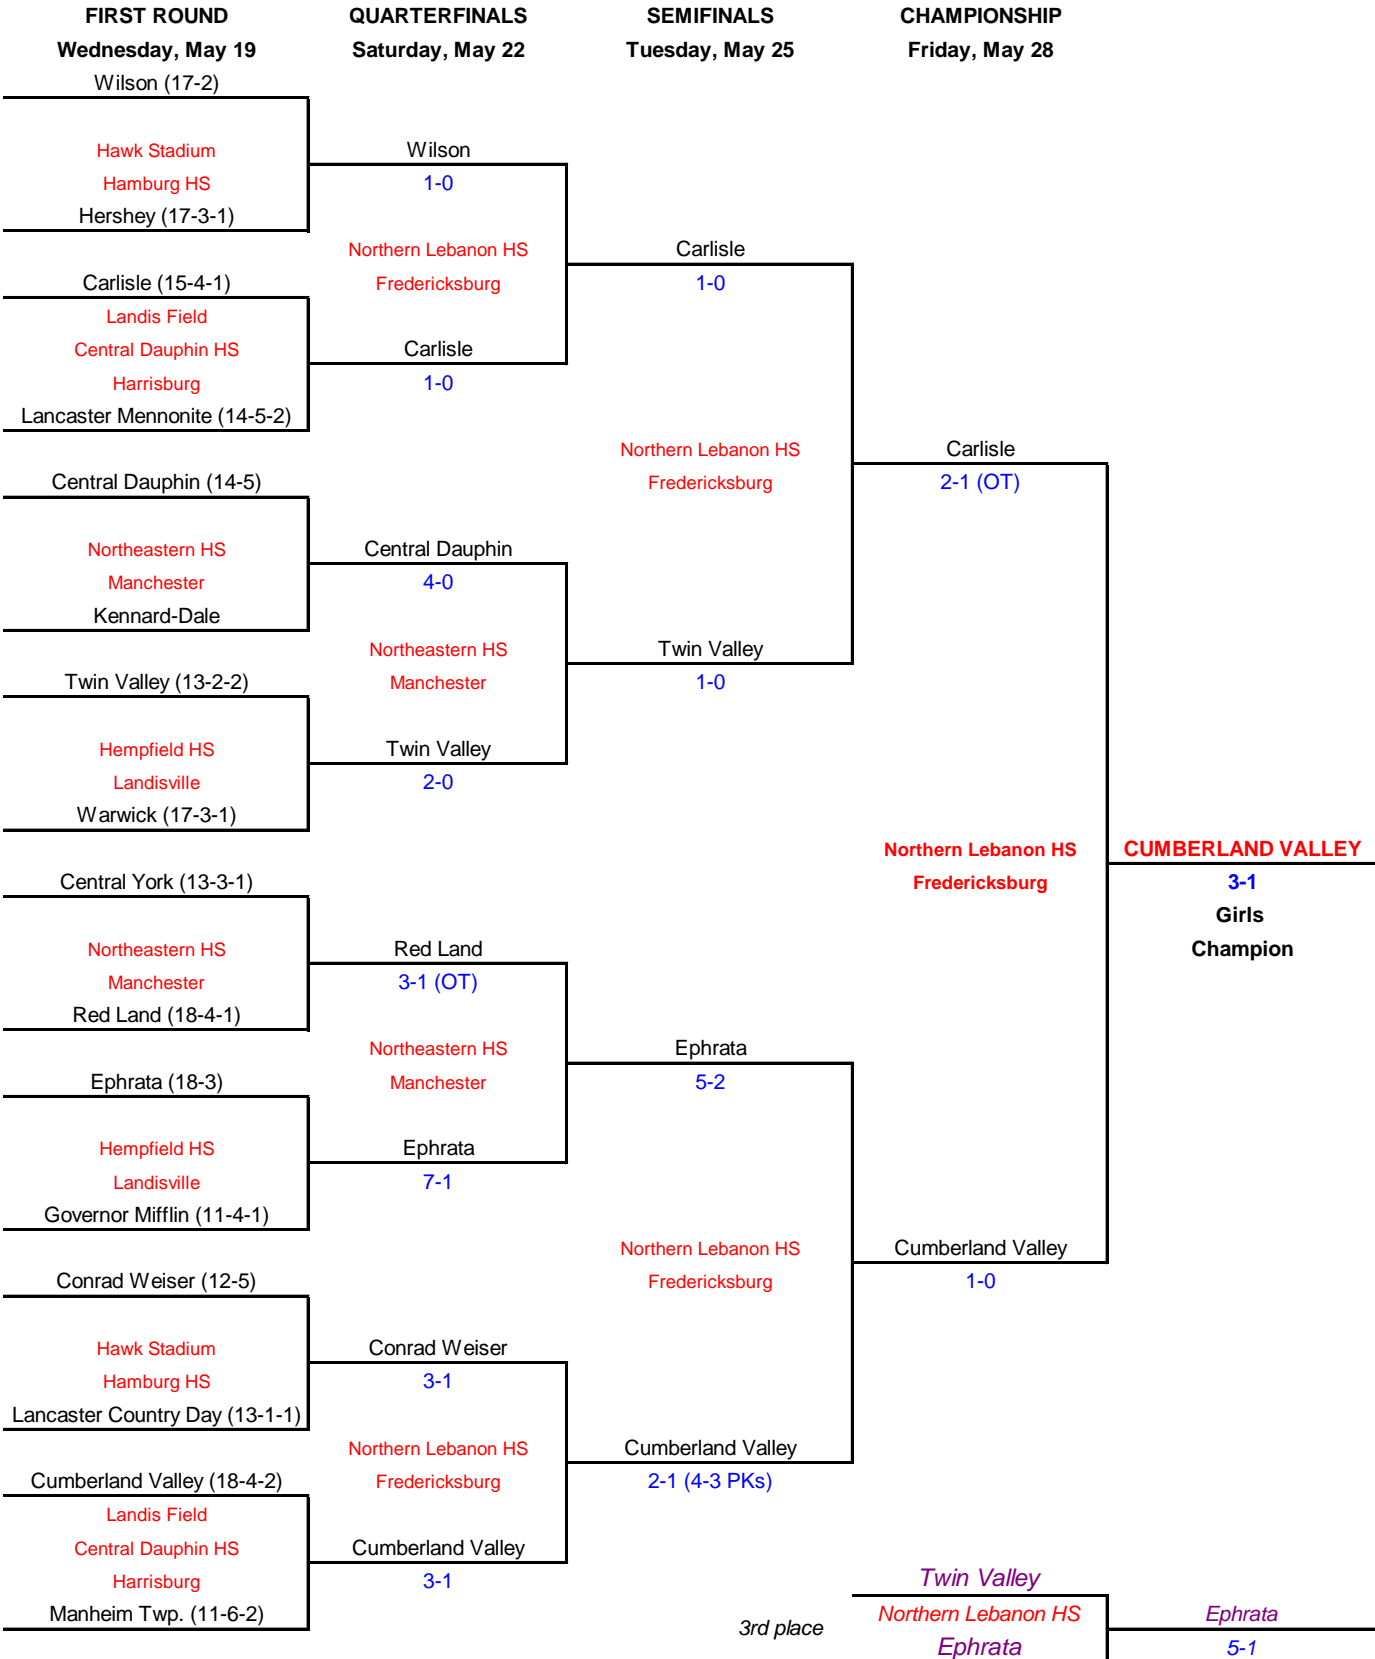 FIRST ROUND
Wednesday, May 19
QUARTERFINALS
Saturday, May 22
SEMIFINALS
Tuesday, May 25
CHAMPIONSHIP
Friday, May 28
Wilson (17-2)
Hawk Stadium
Hamburg HS
Hershey (17-3-1)
Carlisle (15-4-1)
Landis Field
Central Dauphin HS
Harrisburg
Lancaster Mennonite (14-5-2)
Central Dauphin (14-5)
Northeastern HS
Manchester
Kennard-Dale
Twin Valley (13-2-2)
Hempfield HS
Landisville
Warwick (17-3-1)
Central York (13-3-1)
Northeastern HS
Manchester
Red Land (18-4-1)
Ephrata (18-3)
Hempfield HS
Landisville
Governor Mifflin (11-4-1)
Conrad Weiser (12-5)
Hawk Stadium
Hamburg HS
Lancaster Country Day (13-1-1)
Cumberland Valley (18-4-2)
Landis Field
Central Dauphin HS
Harrisburg
Manheim Twp. (11-6-2)
Wilson
1-0
Northern Lebanon HS
Fredericksburg
Carlisle
1-0
Central Dauphin
4-0
Northeastern HS
Manchester
Twin Valley
2-0
Red Land
3-1 (OT)
Northeastern HS
Manchester
Ephrata
7-1
Conrad Weiser
3-1
Northern Lebanon HS
Fredericksburg
Cumberland Valley
3-1
Carlisle
1-0
Northern Lebanon HS
Fredericksburg
Twin Valley
1-0
Ephrata
5-2
Northern Lebanon HS
Fredericksburg
Cumberland Valley
2-1 (4-3 PKs)
Carlisle
2-1 (OT)
Northern Lebanon HS
Fredericksburg
Cumberland Valley
1-0
CUMBERLAND VALLEY
3-1
Girls
Champion
3rd place
Twin Valley
Northern Lebanon HS
Ephrata
Ephrata
5-1